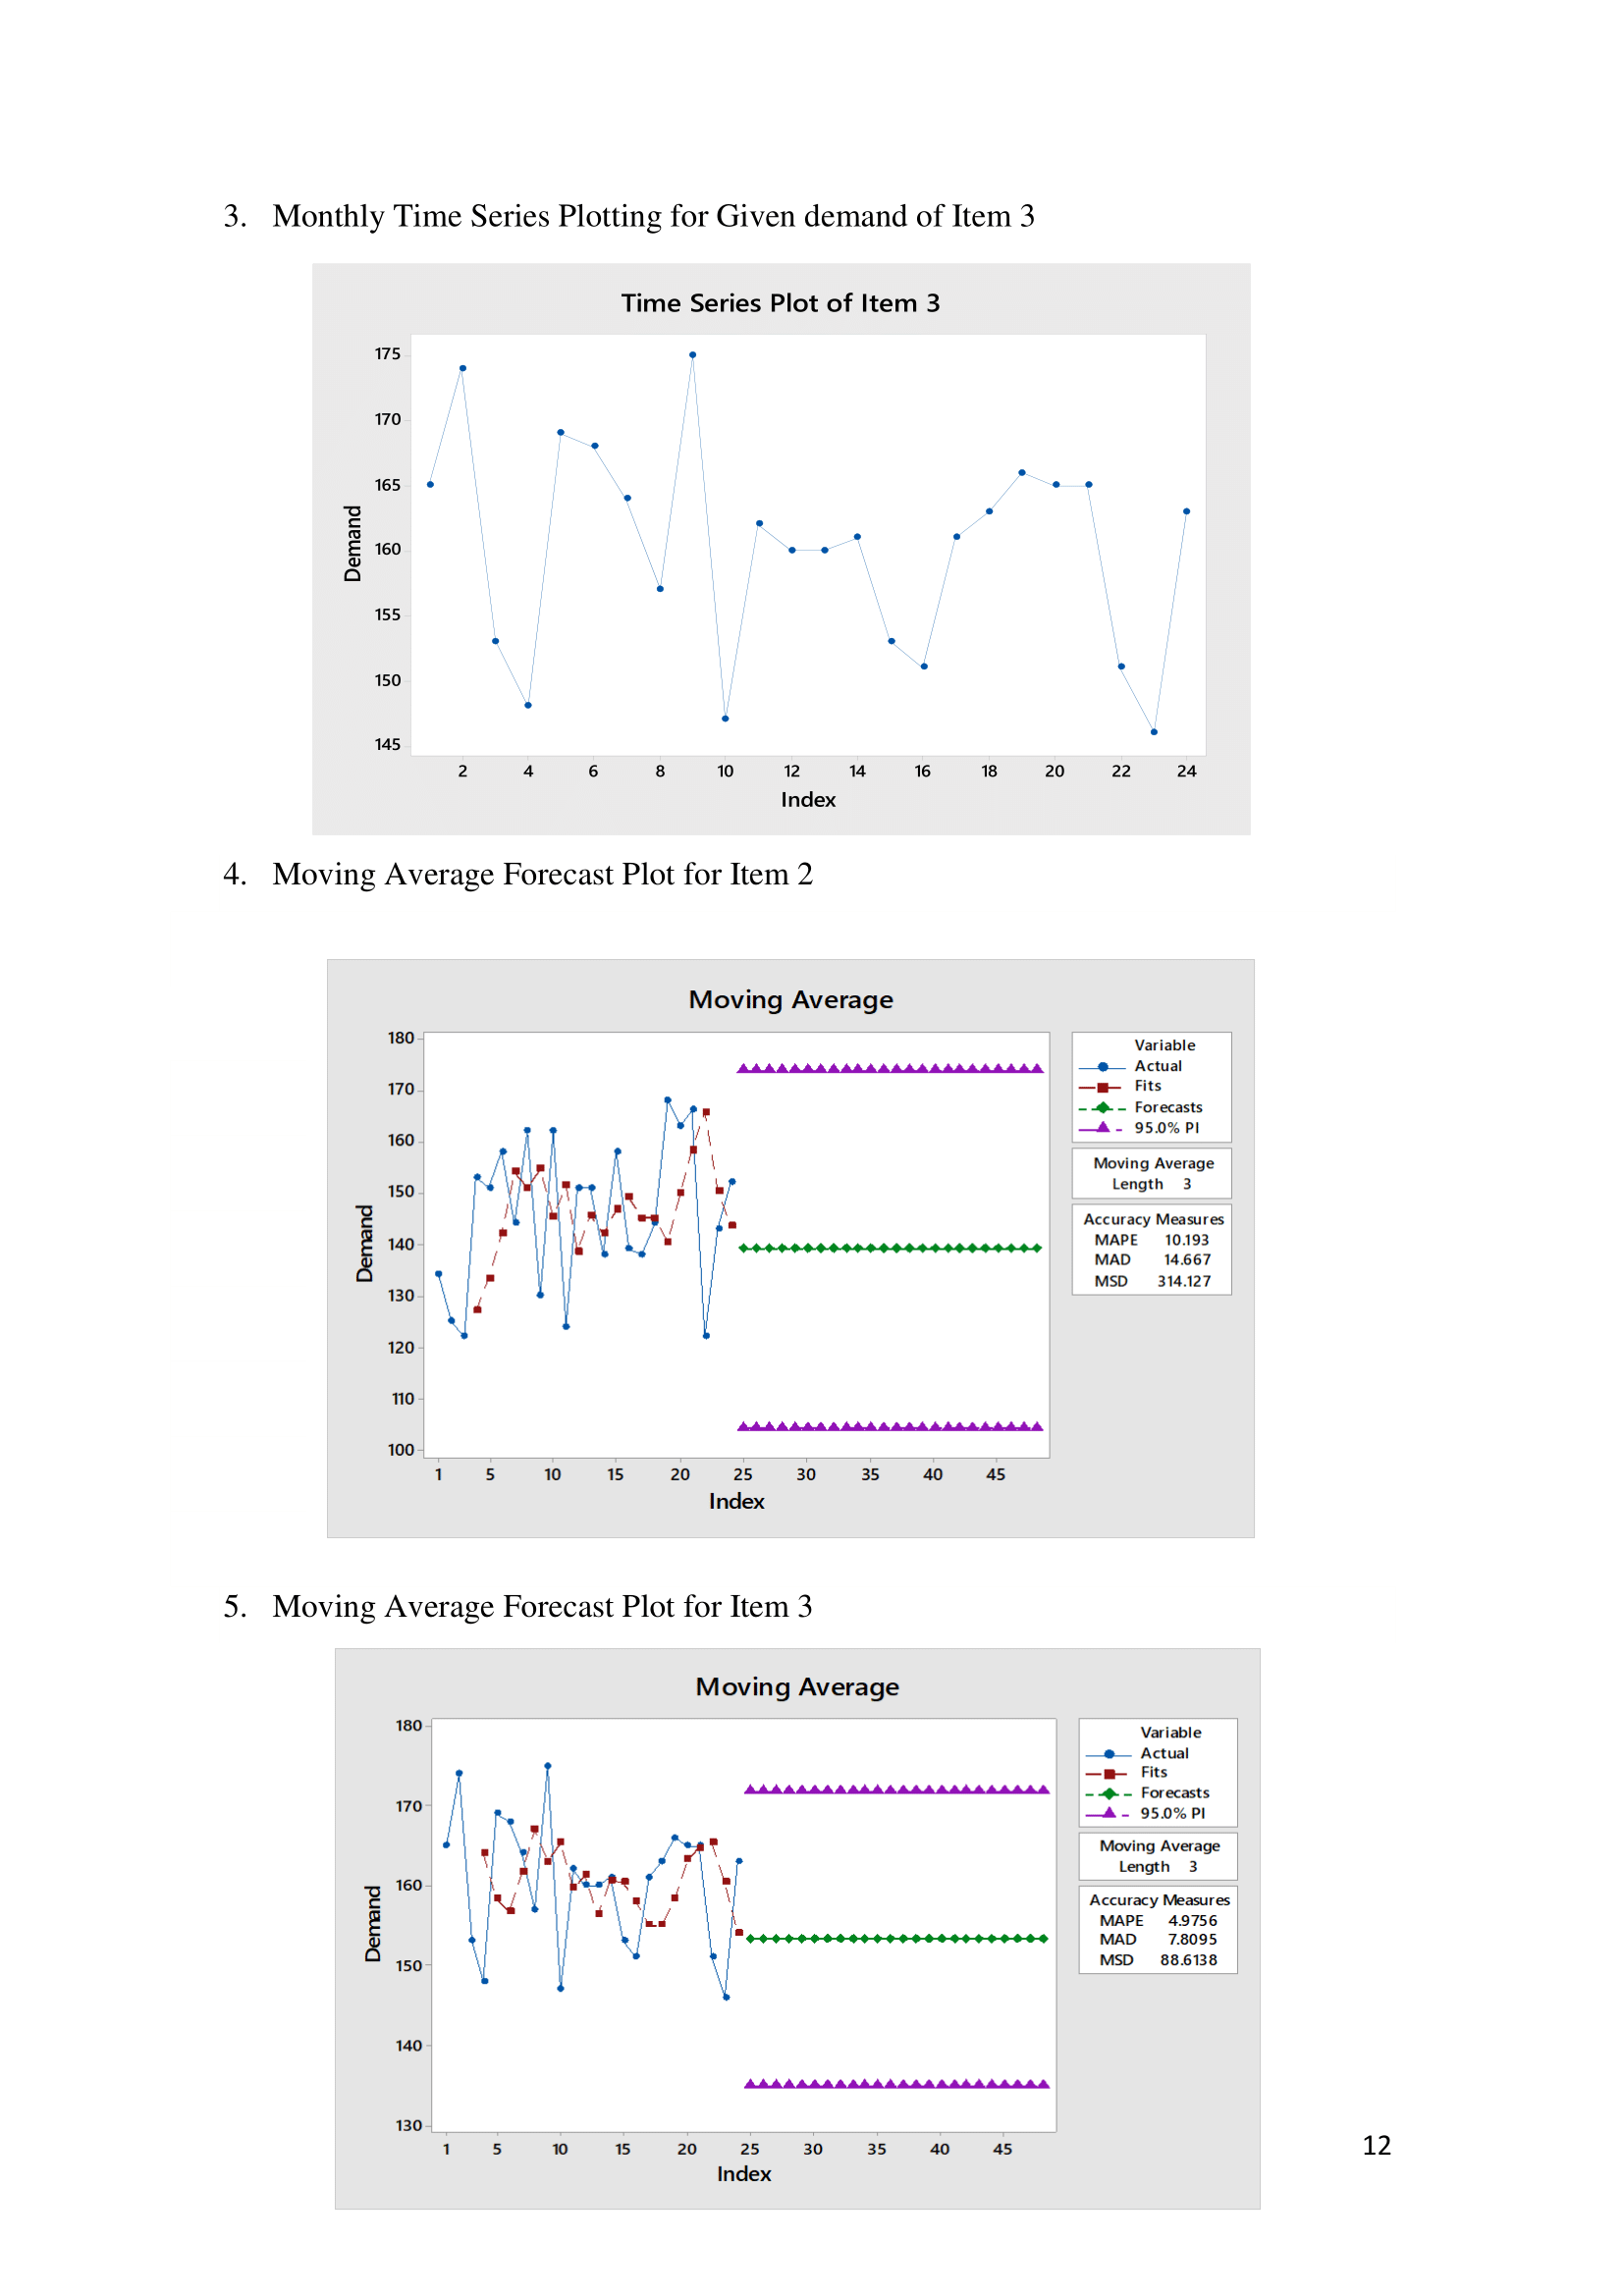 3. Monthly Time Series Plotting for Given demand of Item 3
Time Series Plot of Item 3
175
170
165
160
155
150
145
Demand
2 4 6 8 10 12 14 16 18 20 22 24
Index
4. Moving Average Forecast Plot for Item 2
Moving Average
180
170
160
150
140
130
120
110
100
Demand
1 5 10 15 20 25 30 35 40 45
Index
Variable
Actual
Fits
Forecasts
95.0% PI
Moving Average
Length 3
Accuracy Measures
MAPE 10.193
MAD 14.667
MSD 314.127
5. Moving Average Forecast Plot for Item 3
Moving Average
180
170
160
150
140
130
Demand
1 5 10 15 20 25 30 35 40 45
Index
Variable
Actual
Fits
Forecasts
95.0% PI
Moving Average
Length 3
Accuracy Measures
MAPE 4.9756
MAD 7.8095
MSD 88.6138
12